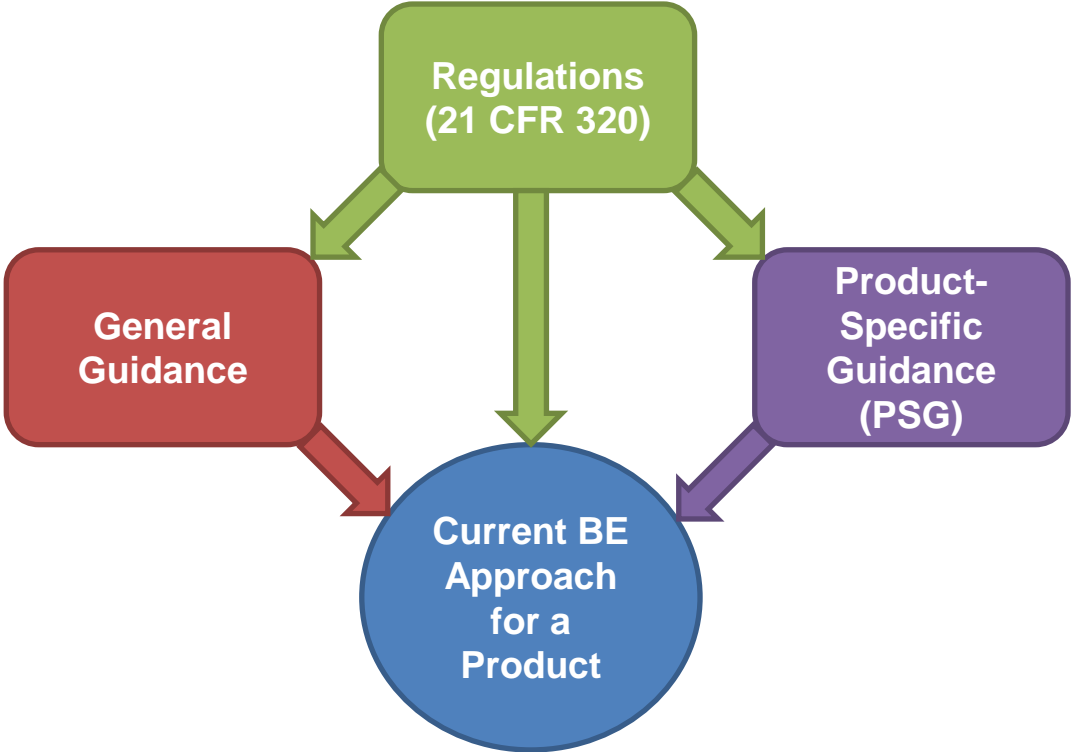 Regulations
(21 CFR 320)
General
Guidance
Product-
Specific
Guidance
(PSG)
Current BE
Approach
for a
Product